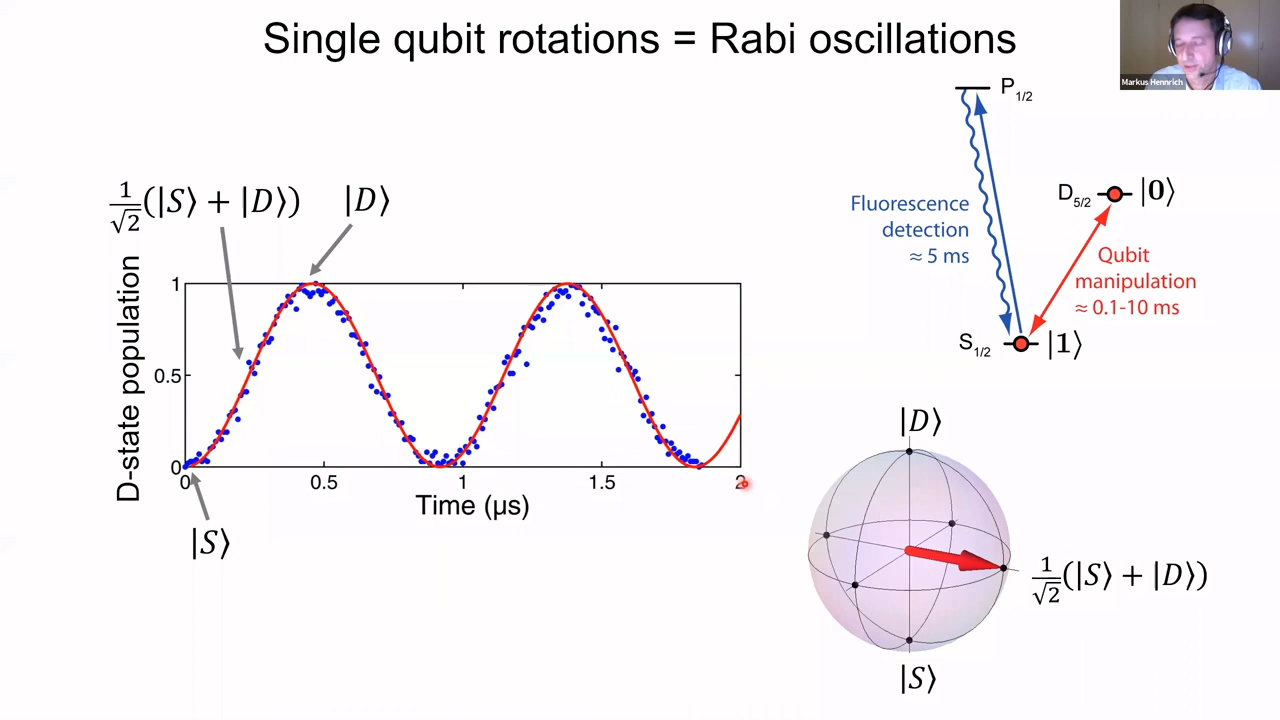 Single qubit rotations = Rabi oscillations
Markus Hennrich
P1/2
1/√2(|S⟩ + |D⟩)
|D⟩
D5/2
|0⟩
Fluorescence
detection
≈ 5 ms
Qubit
manipulation
≈ 0.1-10 ms
S1/2
|1⟩
D-state population
1
0.5
0
0
0.5
1
1.5
2
Time (µs)
|S⟩
|D⟩
1/√2(|S⟩ + |D⟩)
|S⟩